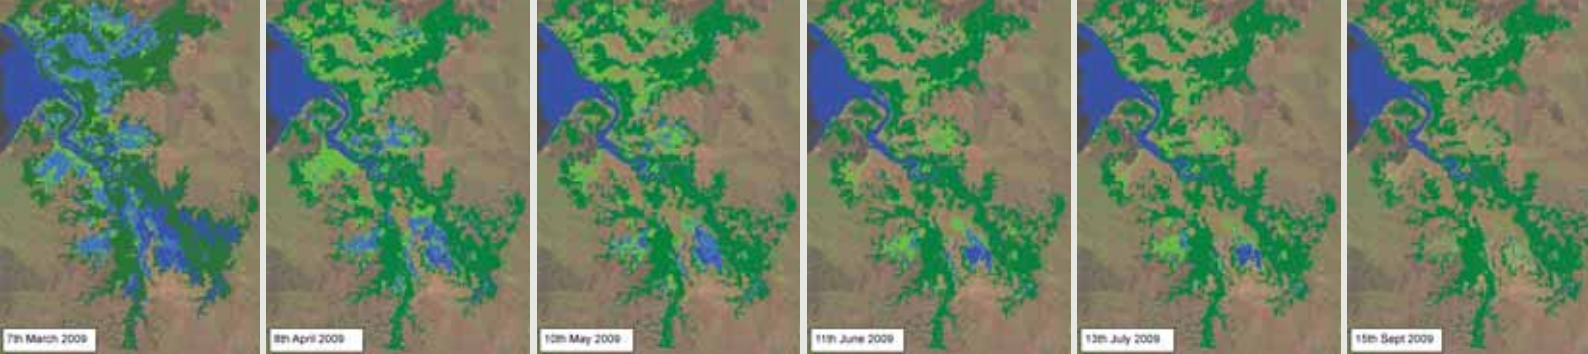 7th March 2009
8th April 2009
10th May 2009
11th June 2009
13th July 2009
15th Sept 2009